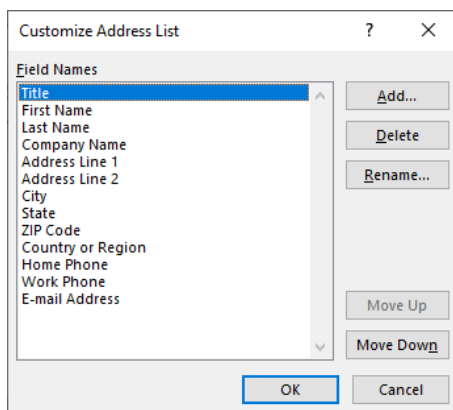 Customize Address List
?
Field Names
Title
First Name
Last Name
Company Name
Address Line 1
Address Line 2
City
State
ZIP Code
Country or Region
Home Phone
Work Phone
E-mail Address
Add...
Delete
Rename...
Move Up
Move Down
OK
Cancel